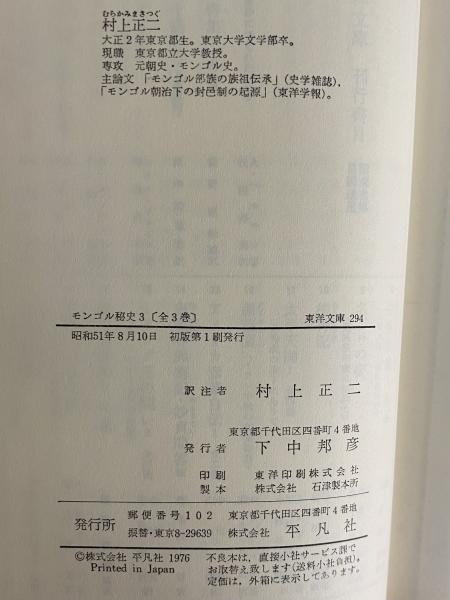 むらかみまさつぐ
村上正二
大正2年東京都生。東京大学文学部卒。
現職 東京都立大学教授。
専攻 元朝史・モンゴル史。
主論文 「モンゴル部族の族祖伝承」(史学雑誌),
「モンゴル朝治下の封邑制の起源」(東洋学報)。
モンゴル秘史3〔全3巻〕 東洋文庫 294
昭和51年8月10日 初版第1刷発行
訳注者 村上正二
東京都千代田区四番町4番地
発行者 下中邦彦
印刷 東洋印刷株式会社
製本 株式会社 石津製本所
発行所 郵便番号102 東京都千代田区四番町4番地
振替・東京8-29639 株式会社 平凡社
©株式会社 平凡社 1976 不良本は,直接小社サービス課で
Printed in Japan お取替え致します(送料小社負担)。
定価は,外箱に表示してあります。